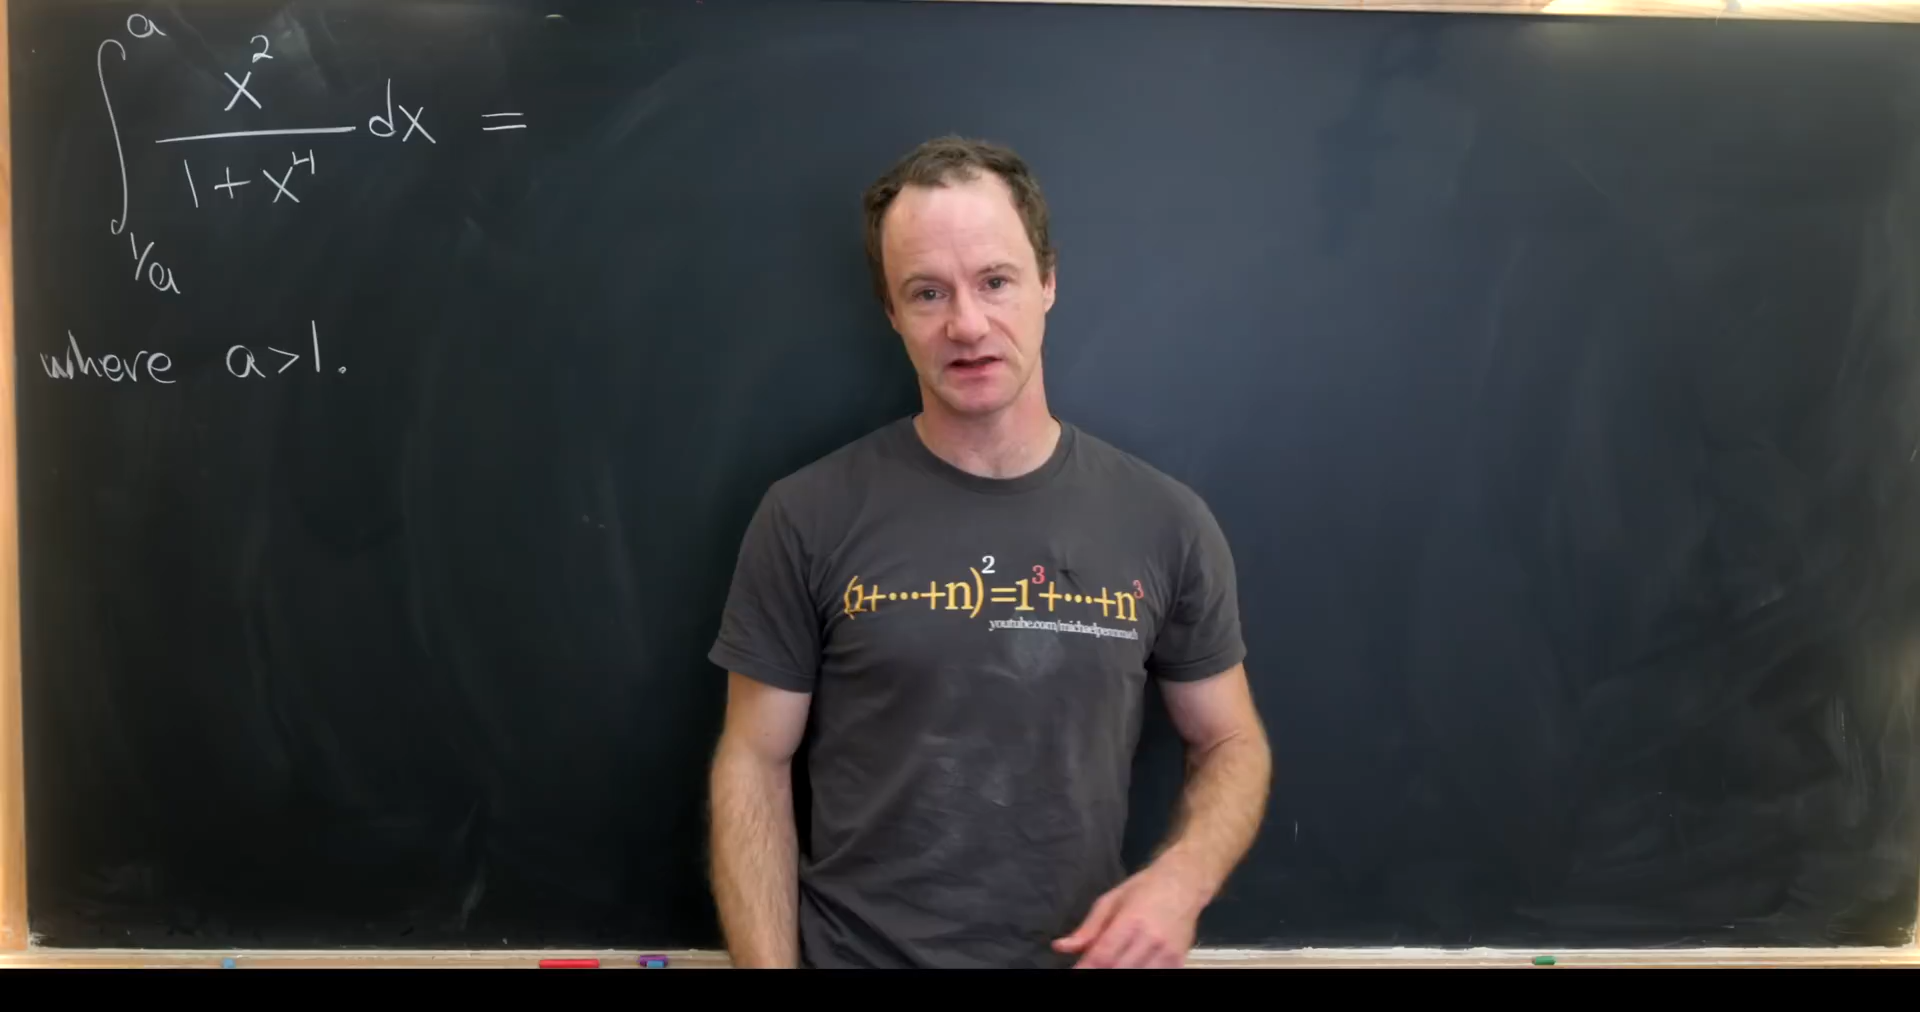 ∫_{1/a}^{a} x²/(1+x⁴) dx =
where a>1.
(1+···+n)²=1³+···+n³
youtube.com/michaelpennmath